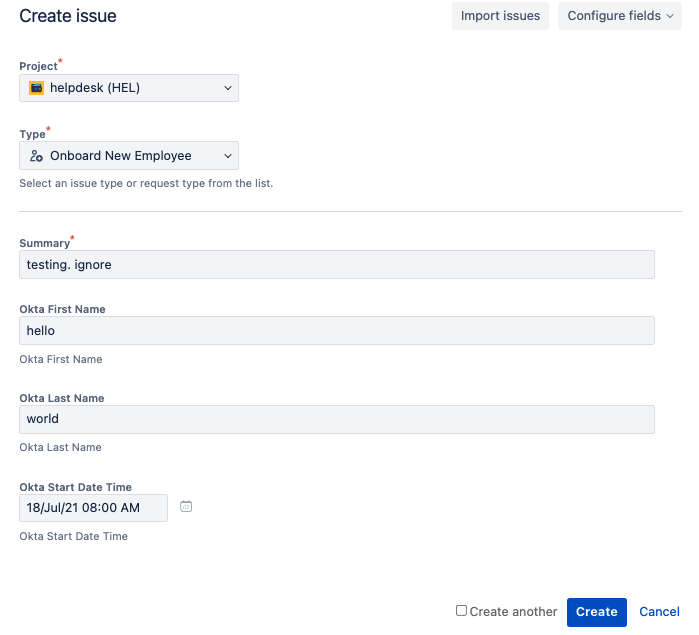 Create issue
Import issues
Configure fields
Project*
helpdesk (HEL)
Type*
Onboard New Employee
Select an issue type or request type from the list.
Summary*
testing. ignore
Okta First Name
hello
Okta First Name
Okta Last Name
world
Okta Last Name
Okta Start Date Time
18/Jul/21 08:00 AM
Okta Start Date Time
Create another
Create
Cancel